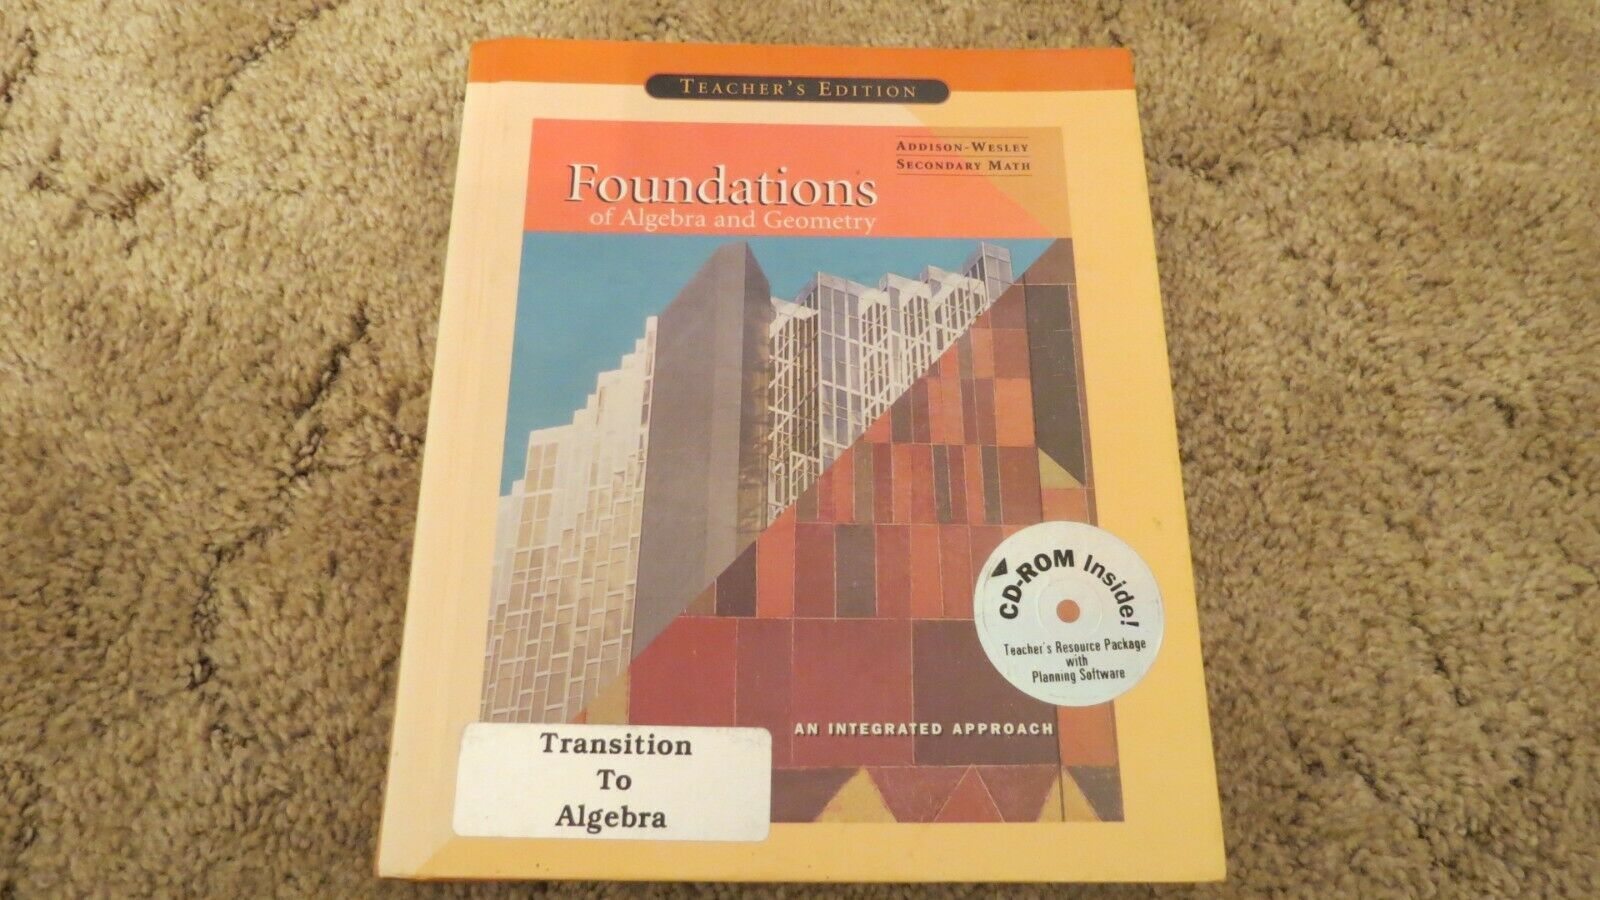 TEACHER'S EDITION
ADDISON-WESLEY
SECONDARY MATH
Foundations
of Algebra and Geometry
CD-ROM Inside!
Teacher's Resource Package
with
Planning Software
AN INTEGRATED APPROACH
Transition
To
Algebra